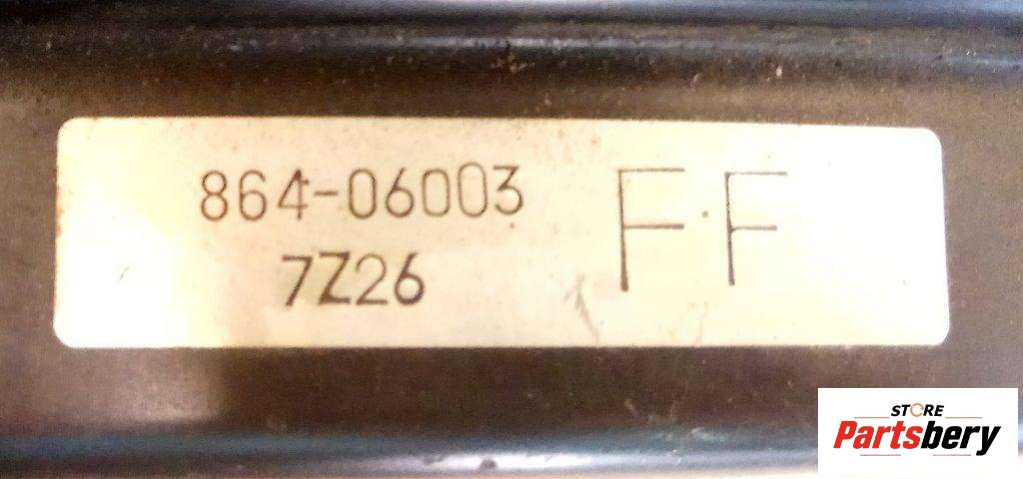 864-06003
7Z26
F·F
STORE
Partsbery